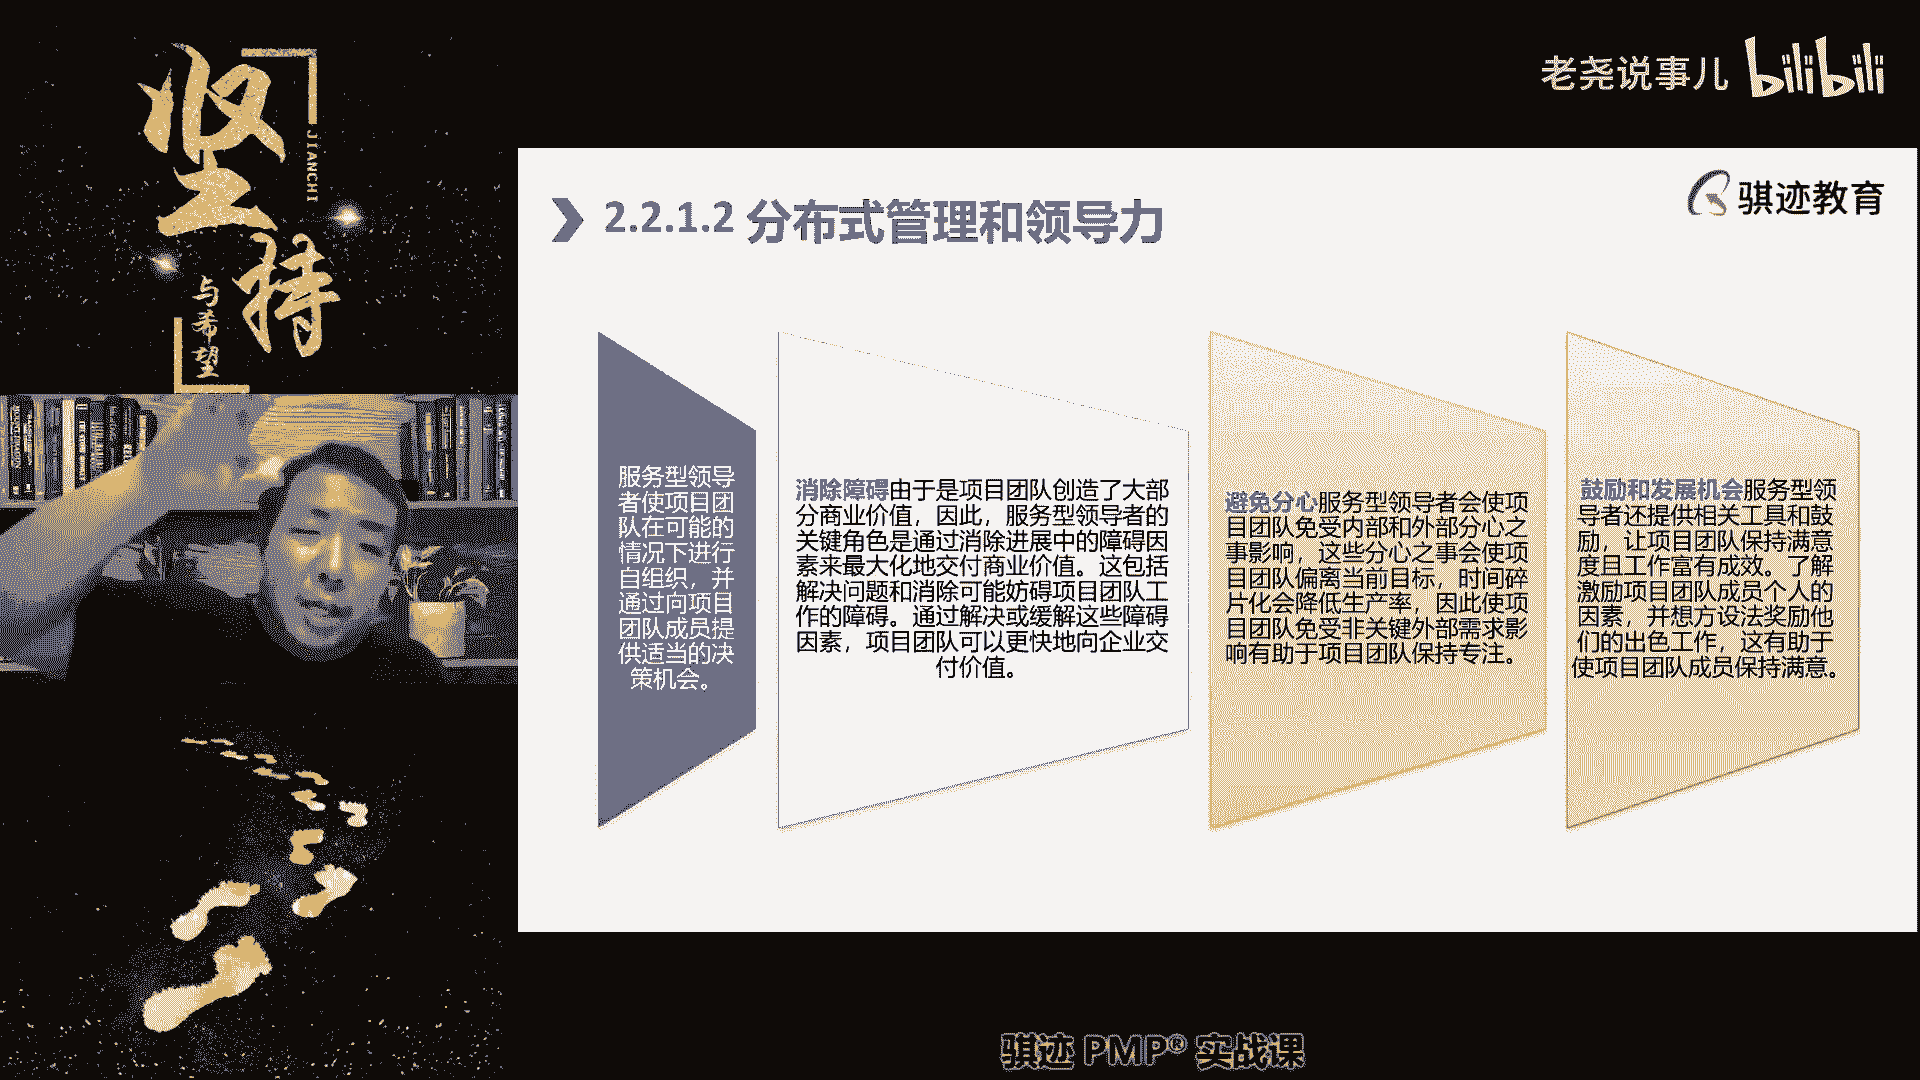 坚
持
JIANCHI
与希望
老尧说事儿 bilibili
骐迹教育
2.2.1.2 分布式管理和领导力
服务型领导
者使项目团
队在可能的
情况下进行
自组织，并
通过向项目
团队成员提
供适当的决
策机会。
消除障碍由于是项目团队创造了大部
分商业价值，因此，服务型领导者的
关键角色是通过消除进展中的障碍因
素来最大化地交付商业价值。这包括
解决问题和消除可能妨碍项目团队工
作的障碍。通过解决或缓解这些障碍
因素，项目团队可以更快地向企业交
付价值。
避免分心服务型领导者会使项
目团队免受内部和外部分心之
事影响，这些分心之事会使项
目团队偏离当前目标，时间碎
片化会降低生产率，因此使项
目团队免受非关键外部需求影
响有助于项目团队保持专注。
鼓励和发展机会服务型领
导者还提供相关工具和鼓
励，让项目团队保持满意
度且工作富有成效。了解
激励项目团队成员个人的
因素，并想方设法奖励他
们的出色工作，这有助于
使项目团队成员保持满意。
骐迹 PMP® 实战课